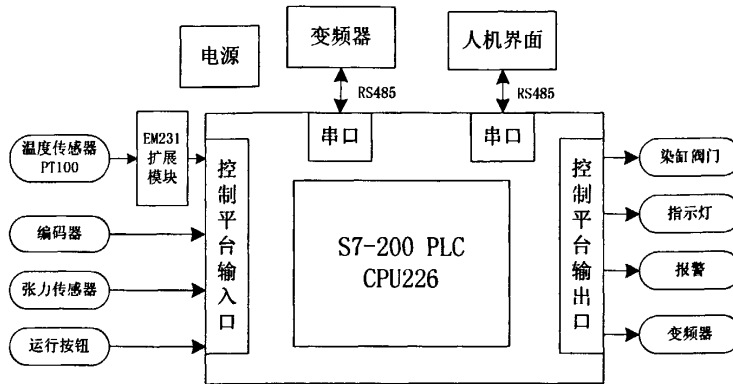 电源
变频器
人机界面
RS485
RS485
串口
串口
温度传感器
PT100
EM231
扩展
模块
编码器
张力传感器
运行按钮
控制平台输入口
S7-200 PLC
CPU226
控制平台输出口
染缸阀门
指示灯
报警
变频器